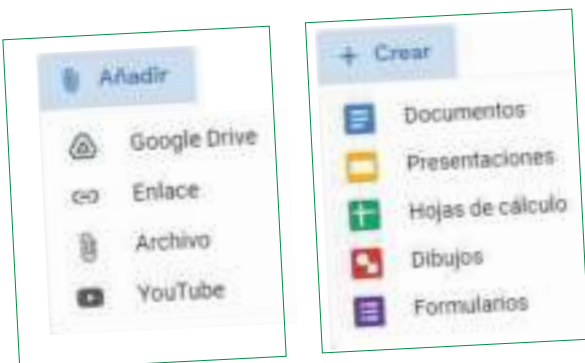 Añadir
Google Drive
Enlace
Archivo
YouTube
+ Crear
Documentos
Presentaciones
Hojas de cálculo
Dibujos
Formularios